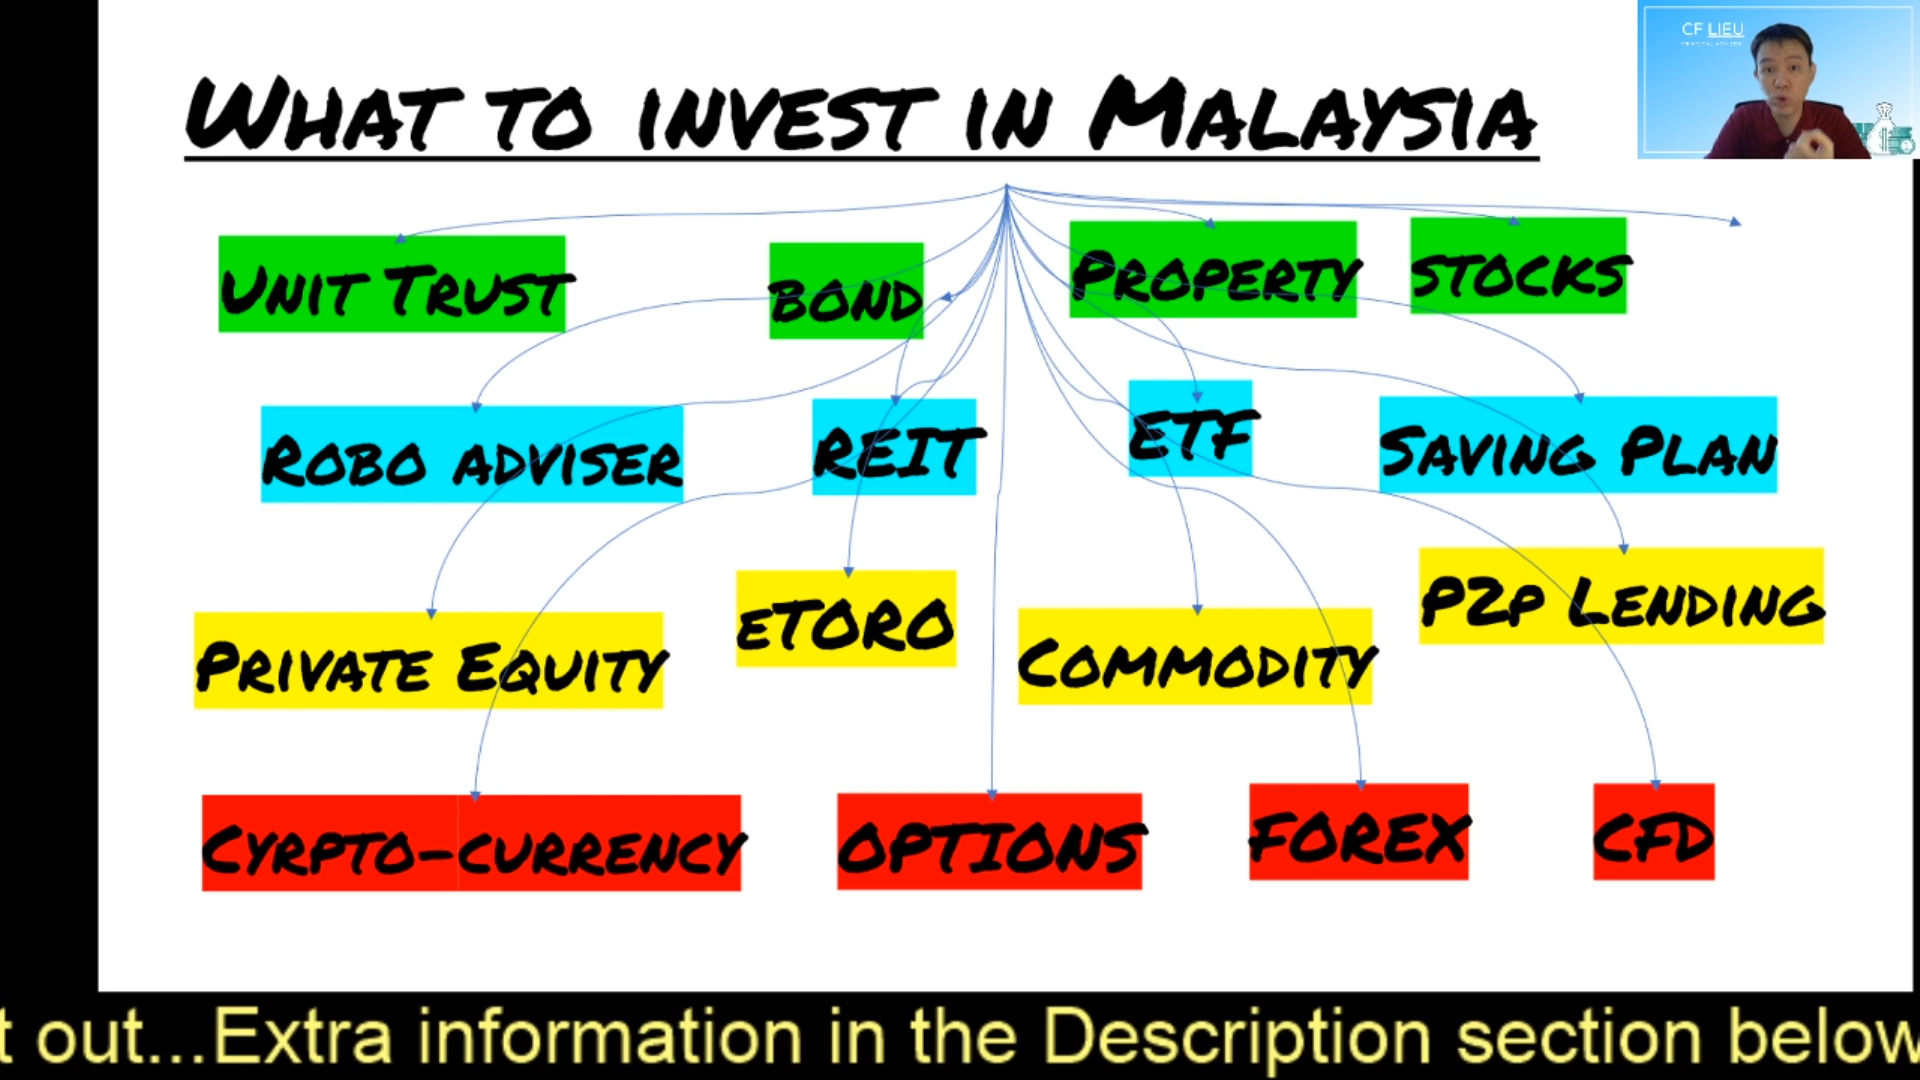 CF LIEU
WHAT TO INVEST IN MALAYSIA
UNIT TRUST
BOND
PROPERTY
STOCKS
ROBO ADVISER
REIT
ETF
SAVING PLAN
PRIVATE EQUITY
eTORO
COMMODITY
P2P LENDING
CYRPTO-CURRENCY
OPTIONS
FOREX
CFD
t out...Extra information in the Description section below